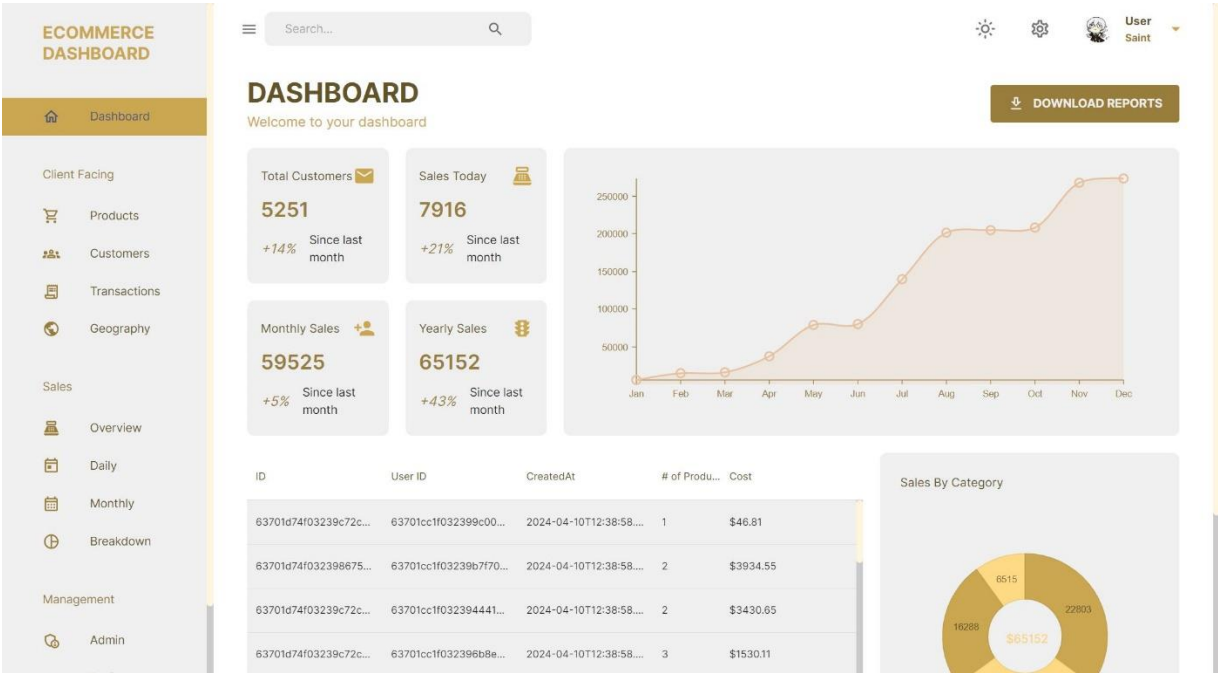 ECOMMERCE
DASHBOARD
Dashboard
Client Facing
Products
Customers
Transactions
Geography
Sales
Overview
Daily
Monthly
Breakdown
Management
Admin
Search...
User
Saint
DASHBOARD
Welcome to your dashboard
DOWNLOAD REPORTS
Total Customers
5251
+14% Since last
month
Sales Today
7916
+21% Since last
month
Monthly Sales
59525
+5% Since last
month
Yearly Sales
65152
+43% Since last
month
250000
200000
150000
100000
50000
Jan Feb Mar Apr May Jun Jul Aug Sep Oct Nov Dec
ID User ID CreatedAt # of Produ... Cost
63701d74f03239c72c... 63701cc1f032399c00... 2024-04-10T12:38:58.... 1 $46.81
63701d74f032398675... 63701cc1f03239b7f70... 2024-04-10T12:38:58.... 2 $3934.55
63701d74f03239c72c... 63701cc1f032394441... 2024-04-10T12:38:58.... 2 $3430.65
63701d74f03239c72c... 63701cc1f032396b8e... 2024-04-10T12:38:58.... 3 $1530.11
Sales By Category
6515
22803
16288
$65152